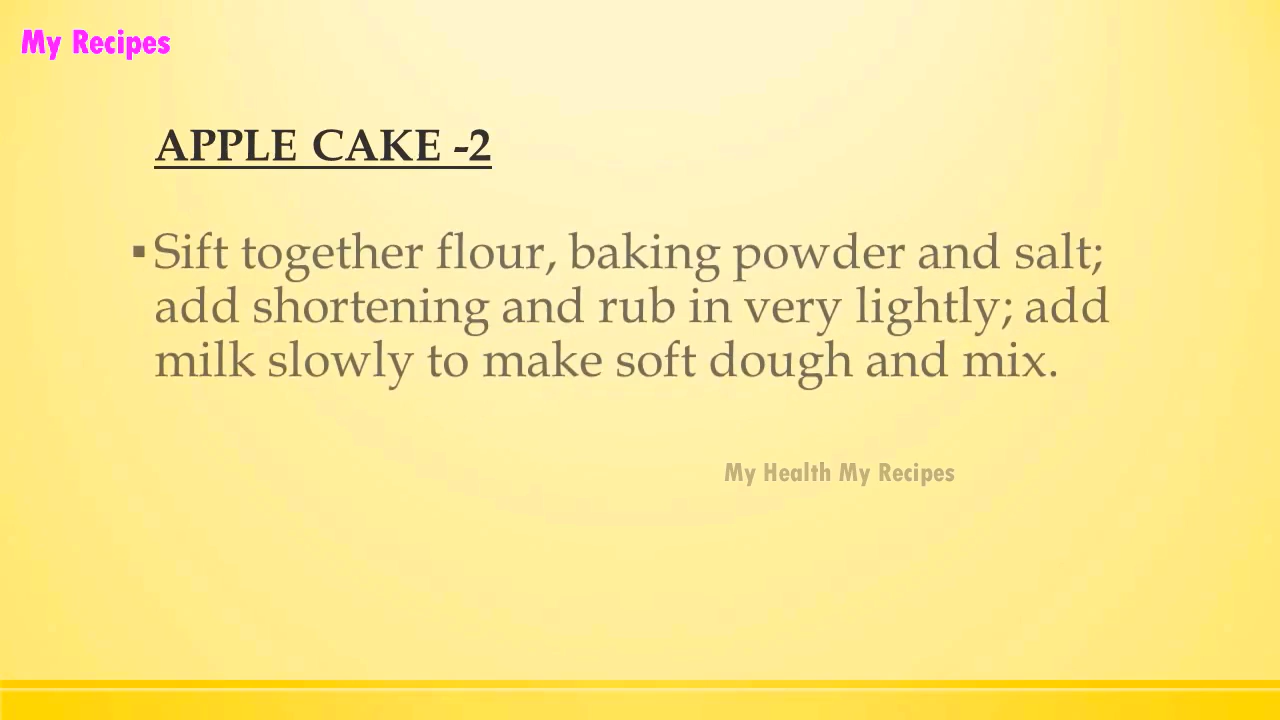 My Recipes
APPLE CAKE -2
▪ Sift together flour, baking powder and salt;
add shortening and rub in very lightly; add
milk slowly to make soft dough and mix.
My Health My Recipes